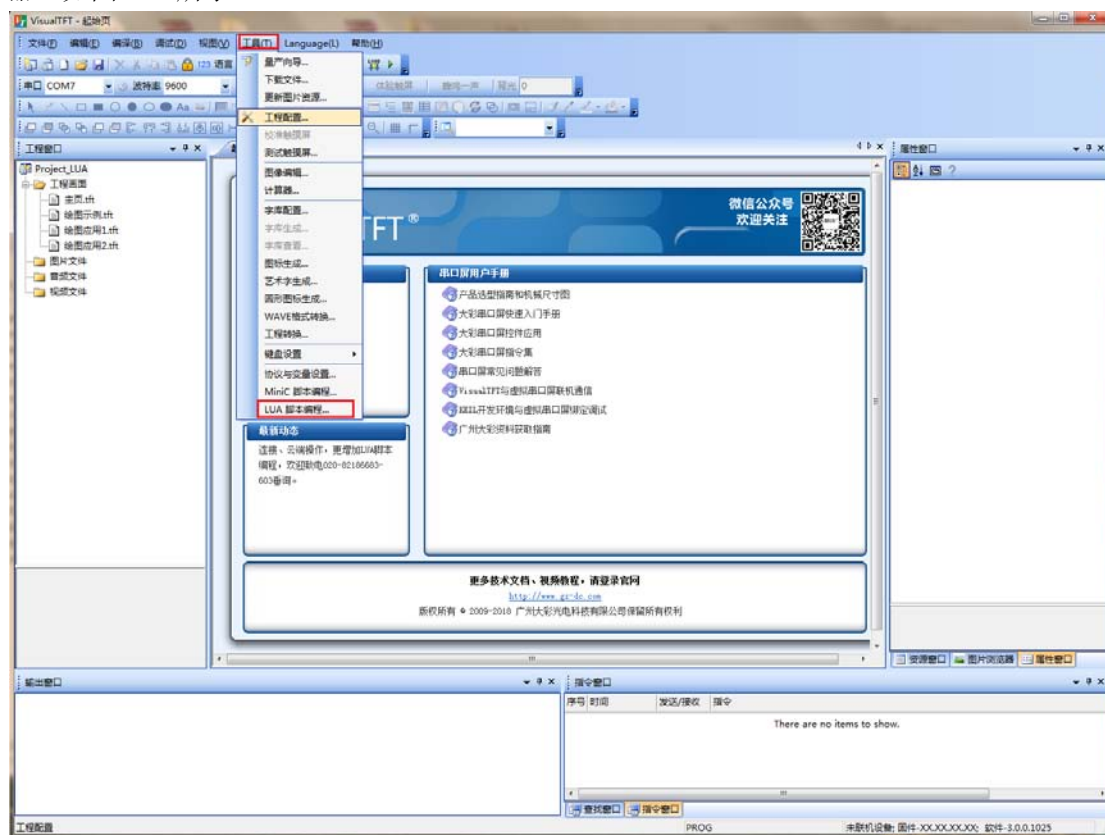 VisualTFT - 起始页
文件(F) 编辑(E) 编译(B) 调试(D) 视图(V) 工具(T) Language(L) 帮助(H)
123 语言
串口 COM7 波特率 9600 背光 0
工程窗口
Project_LUA
工程画面
主页.tft
绘图示例.tft
绘图应用1.tft
绘图应用2.tft
图片文件
音频文件
视频文件
量产向导...
下载文件...
更新图片资源...
工程配置...
校准触摸屏
测试触摸屏...
图像编辑...
计算器...
字库配置...
字库生成...
字库查看...
图标生成...
艺术字生成...
圆形图标生成...
WAVE格式转换...
工程转换...
键盘设置
协议与变量设置...
MiniC 脚本编程...
LUA 脚本编程...
TFT®
微信公众号
欢迎关注
串口屏用户手册
产品选型指南和机械尺寸图
大彩串口屏快速入门手册
大彩串口屏控件应用
大彩串口屏指令集
串口屏常见问题解答
VisualTFT与虚拟串口屏联机通信
KEIL开发环境与虚拟串口屏绑定调试
广州大彩资料获取指南
最新动态
连接、云端操作,更增加LUA脚本
编程,欢迎致电020-82186683-
603垂询。
更多技术文档、视频教程,请登录官网
http://www.gz-dc.com
版权所有 © 2009-2018 广州大彩光电科技有限公司保留所有权利
属性窗口
资源窗口 图片浏览器 属性窗口
输出窗口
指令窗口
序号 时间 发送/接收 指令
There are no items to show.
查找窗口 指令窗口
工程配置 PROG 未联机设备; 固件-XX.XX.XX.XX; 软件-3.0.0.1025